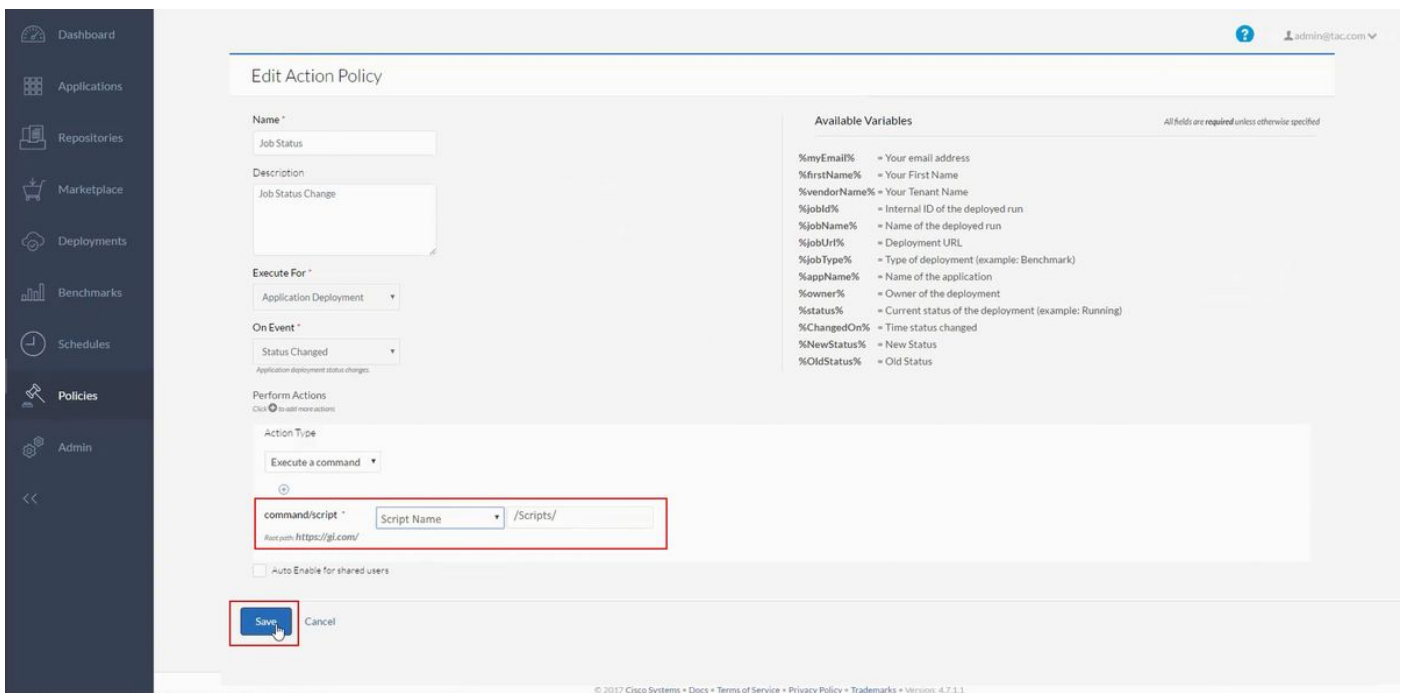 Dashboard
Applications
Repositories
Marketplace
Deployments
Benchmarks
Schedules
Policies
Admin
<<
?
admin@tac.com
Edit Action Policy
Name *
Job Status
Description
Job Status Change
Execute For *
Application Deployment
On Event *
Status Changed
Application deployment status changes.
Perform Actions
Click to add more actions
Action Type
Execute a command
command/script *
Script Name
/Scripts/
Root path: https://gi.com/
Auto Enable for shared users
Save
Cancel
Available Variables
All fields are required unless otherwise specified
%myEmail% = Your email address
%firstName% = Your First Name
%vendorName% = Your Tenant Name
%jobId% = Internal ID of the deployed run
%jobName% = Name of the deployed run
%jobUrl% = Deployment URL
%jobType% = Type of deployment (example: Benchmark)
%appName% = Name of the application
%owner% = Owner of the deployment
%status% = Current status of the deployment (example: Running)
%ChangedOn% = Time status changed
%NewStatus% = New Status
%OldStatus% = Old Status
© 2017 Cisco Systems • Docs • Terms of Service • Privacy Policy • Trademarks • Version: 4.7.1.1